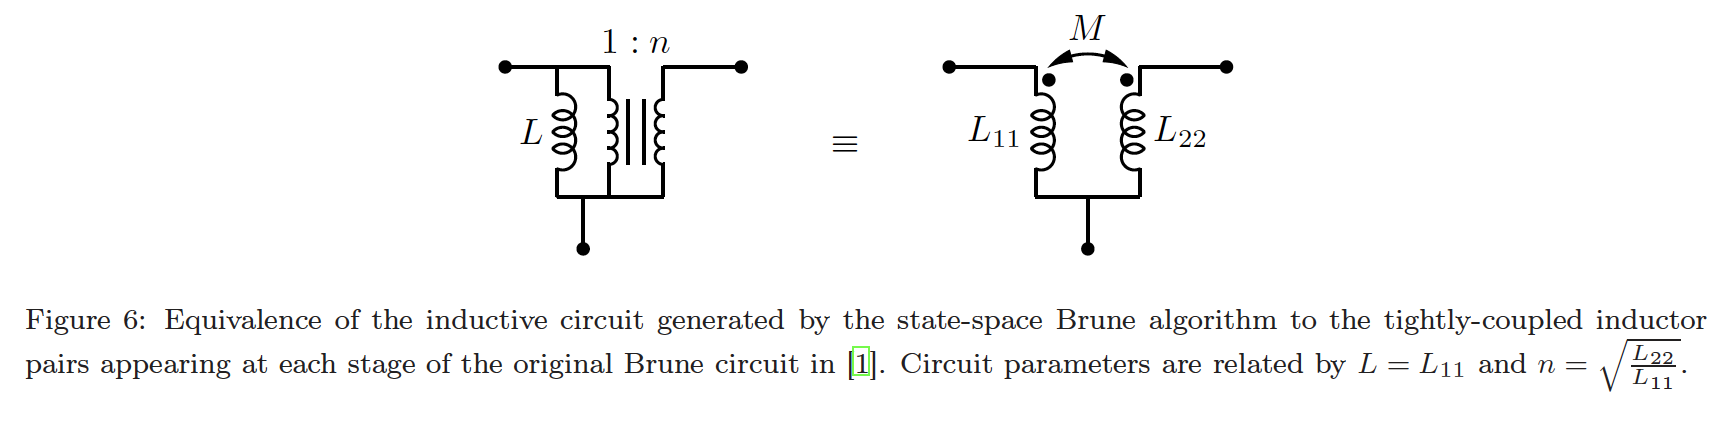 1 : n
M
L
≡
L₁₁
L₂₂
Figure 6: Equivalence of the inductive circuit generated by the state-space Brune algorithm to the tightly-coupled inductor
pairs appearing at each stage of the original Brune circuit in [1]. Circuit parameters are related by L = L₁₁ and n = √(L₂₂/L₁₁).